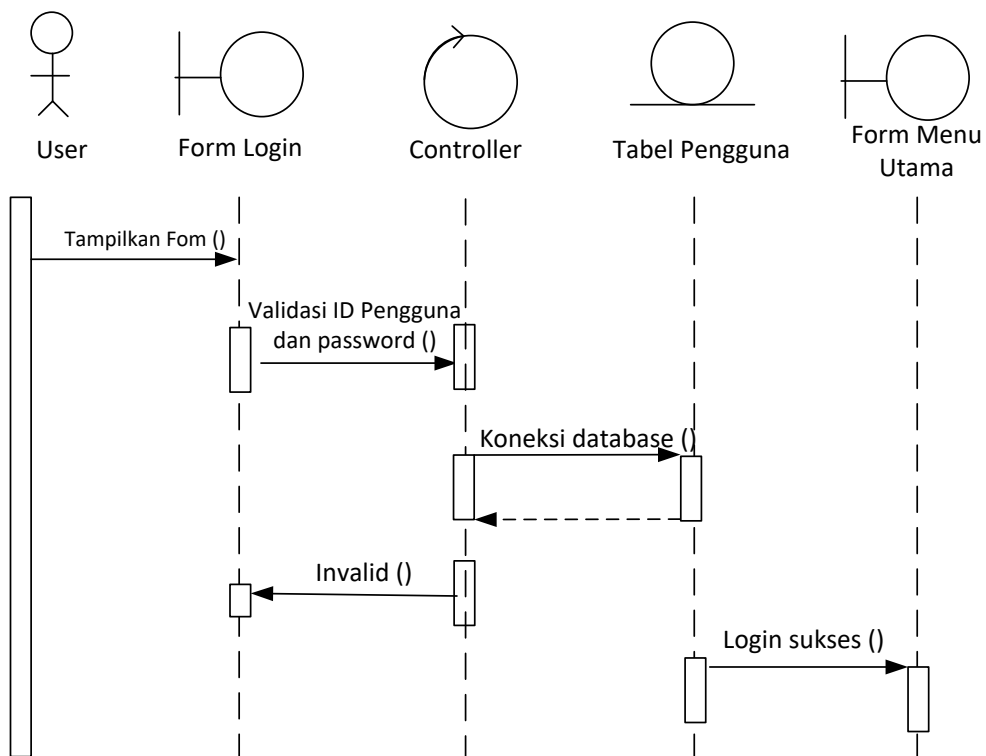 User
Form Login
Controller
Tabel Pengguna
Form Menu
Utama
Tampilkan Fom ()
Validasi ID Pengguna
dan password ()
Koneksi database ()
Invalid ()
Login sukses ()